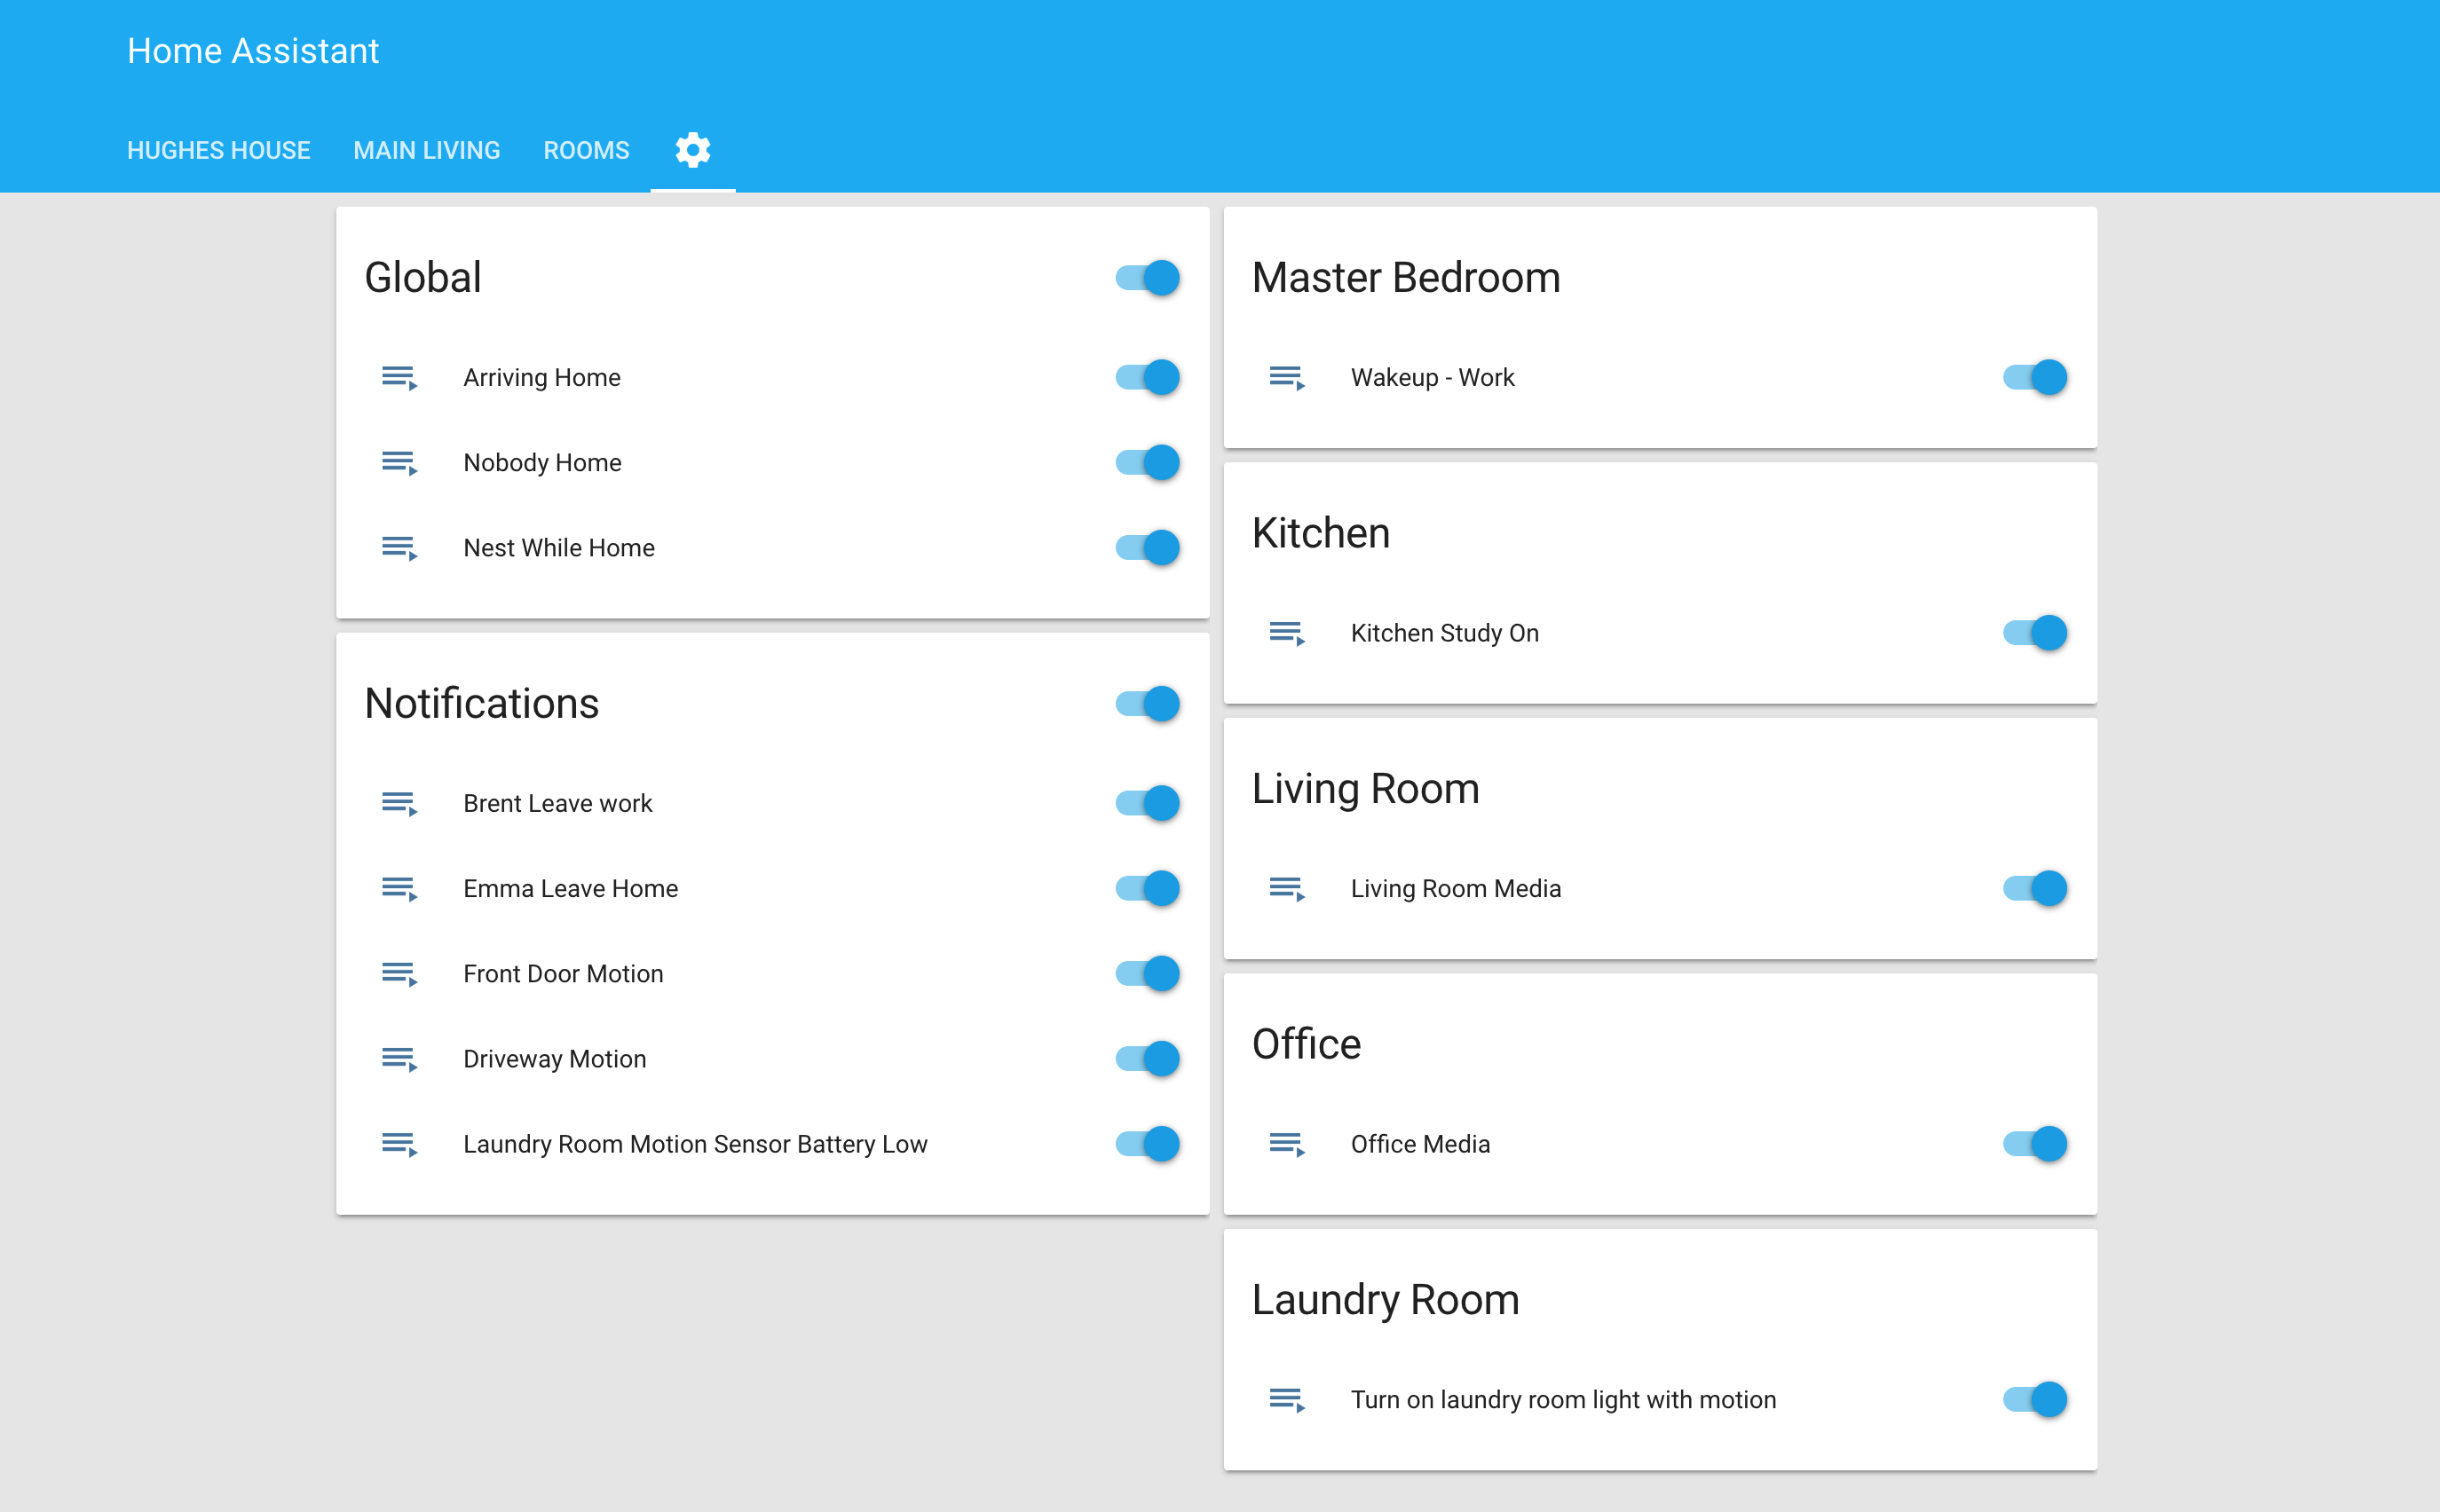 Home Assistant
HUGHES HOUSE MAIN LIVING ROOMS
Global
Arriving Home
Nobody Home
Nest While Home
Notifications
Brent Leave work
Emma Leave Home
Front Door Motion
Driveway Motion
Laundry Room Motion Sensor Battery Low
Master Bedroom
Wakeup - Work
Kitchen
Kitchen Study On
Living Room
Living Room Media
Office
Office Media
Laundry Room
Turn on laundry room light with motion